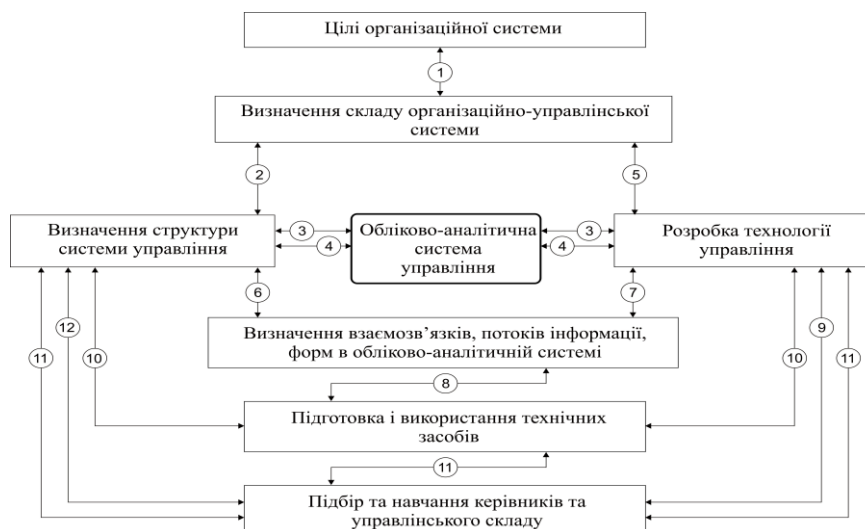 Цілі організаційної системи
1
Визначення складу організаційно-управлінської
системи
2
5
Визначення структури
системи управління
3
4
Обліково-аналітична
система
управління
3
4
Розробка технології
управління
6
7
Визначення взаємозв’язків, потоків інформації,
форм в обліково-аналітичній системі
11
12
10
8
10
9
11
Підготовка і використання технічних
засобів
11
Підбір та навчання керівників та
управлінського складу